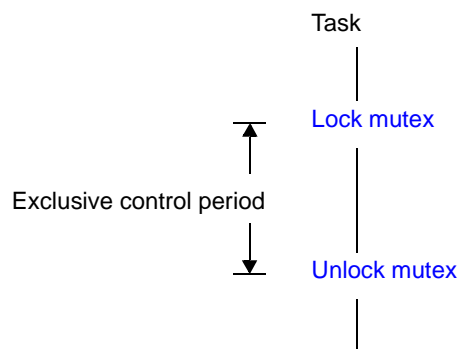 Task
Lock mutex
Exclusive control period
Unlock mutex